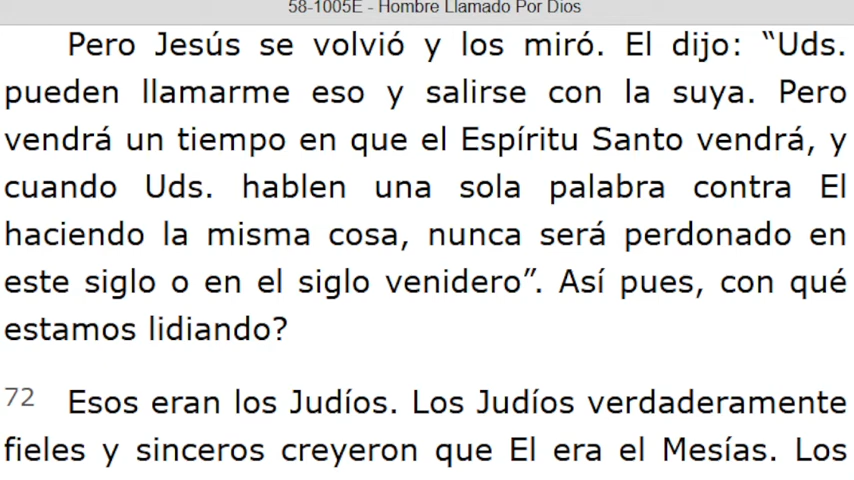 58-1005E - Hombre Llamado Por Dios
Pero Jesús se volvió y los miró. El dijo: “Uds.
pueden llamarme eso y salirse con la suya. Pero
vendrá un tiempo en que el Espíritu Santo vendrá, y
cuando Uds. hablen una sola palabra contra El
haciendo la misma cosa, nunca será perdonado en
este siglo o en el siglo venidero”. Así pues, con qué
estamos lidiando?
72 Esos eran los Judíos. Los Judíos verdaderamente
fieles y sinceros creyeron que El era el Mesías. Los